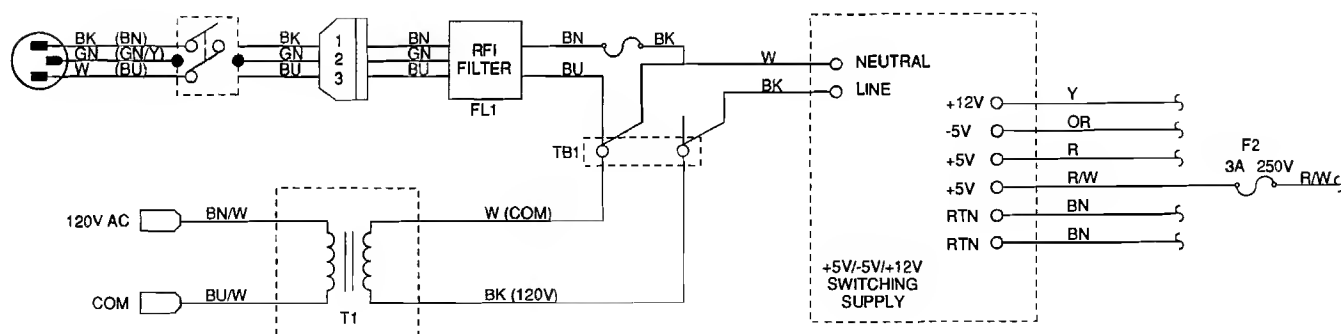 BK (BN) BK 1 BN BN BK
GN (GN/Y) GN 2 GN
W (BU) BU 3 BU BU
RFI
FILTER
FL1
W NEUTRAL
BK LINE
TB1
+12V Y
-5V OR
+5V R
+5V R/W
RTN BN
RTN BN
F2
3A 250V
R/W
120V AC BN/W W (COM)
COM BU/W BK (120V)
T1
+5V/-5V/+12V
SWITCHING
SUPPLY